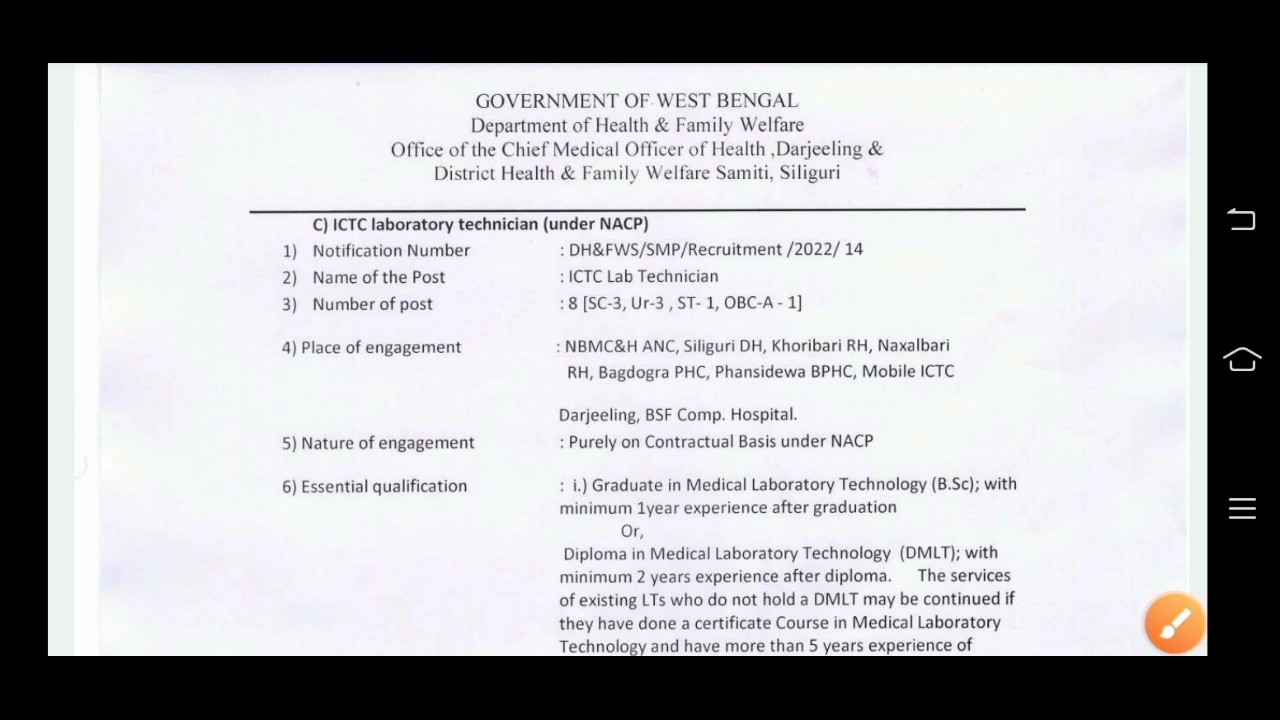 GOVERNMENT OF WEST BENGAL
Department of Health & Family Welfare
Office of the Chief Medical Officer of Health ,Darjeeling &
District Health & Family Welfare Samiti, Siliguri
C) ICTC laboratory technician (under NACP)
1) Notification Number : DH&FWS/SMP/Recruitment /2022/ 14
2) Name of the Post : ICTC Lab Technician
3) Number of post : 8 [SC-3, Ur-3 , ST- 1, OBC-A - 1]
4) Place of engagement : NBMC&H ANC, Siliguri DH, Khoribari RH, Naxalbari
RH, Bagdogra PHC, Phansidewa BPHC, Mobile ICTC
Darjeeling, BSF Comp. Hospital.
5) Nature of engagement : Purely on Contractual Basis under NACP
6) Essential qualification : i.) Graduate in Medical Laboratory Technology (B.Sc); with
minimum 1year experience after graduation
Or,
Diploma in Medical Laboratory Technology (DMLT); with
minimum 2 years experience after diploma. The services
of existing LTs who do not hold a DMLT may be continued if
they have done a certificate Course in Medical Laboratory
Technology and have more than 5 years experience of